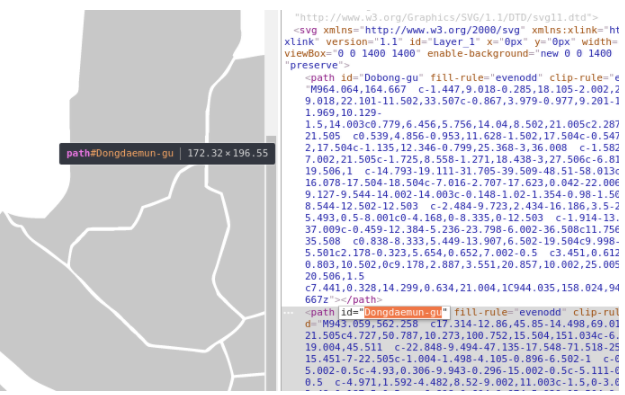 "http://www.w3.org/Graphics/SVG/1.1/DTD/svg11.dtd">
<svg xmlns="http://www.w3.org/2000/svg" xmlns:xlink="ht
xlink" version="1.1" id="Layer_1" x="0px" y="0px" width=
viewBox="0 0 1400 1400" enable-background="new 0 0 1400
"preserve">
<path id="Dobong-gu" fill-rule="evenodd" clip-rule="e
"M964.064,164.667 c-1.447,9.018-0.285,18.105-2.002,2
9.018,22.101-11.502,33.507c-0.867,3.979-0.977,9.201-1
1.969,10.129-
1.5,14.003c0.779,6.456,5.756,14.04,8.502,21.005c2.287
21.505 c0.539,4.856-0.953,11.628-1.502,17.504c-0.547
2,17.504c-1.135,12.346-0.799,25.368-3,36.008 c-1.582
7.002,21.505c-1.725,8.558-1.271,18.438-3,27.506c-6.81
19.506,1 c-14.793-19.111-31.705-39.509-48.51-58.013c
16.078-17.504-18.504c-7.016-2.707-17.623,0.042-22.006
9.127-9.544-14.002-14.003c-0.148-1.02-1.354-0.98-1.50
8.544-12.502-12.503 c-2.484-9.723,2.434-16.186,3.5-2
5.493,0.5-8.001c0-4.168,0-8.335,0-12.503 c-1.914-13.
37.009c-0.459-12.384-5.236-23.798-6.002-36.508c11.756
35.508 c0.838-8.333,5.449-13.907,6.502-19.504c9.998-
5.501c2.178-0.323,5.654,0.652,7.002-0.5 c3.451,0.612
0.803,10.502,0c9.178,2.887,3.551,20.857,10.002,25.005
20.506,1.5
c7.441,0.328,14.299,0.634,21.004,1C944.035,158.024,94
667z"></path>
path#Dongdaemun-gu | 172.32×196.55
<path id="Dongdaemun-gu" fill-rule="evenodd" clip-rul
d="M943.059,562.258 c17.314-12.86,45.85-14.498,69.01
21.505c4.727,50.787,10.273,100.752,15.504,151.034c-6.
19.004,45.511 c-22.848-9.494-47.135-17.548-71.518-25
15.451-7-22.505c-1.004-1.498-4.105-0.896-6.502-1 c-0
5.002-0.5c-4.93,0.306-9.943-0.296-15.002-0.5c-5.111-0
0.5 c-4.971,1.592-4.482,8.52-9.002,11.003c-1.5,0-3.0